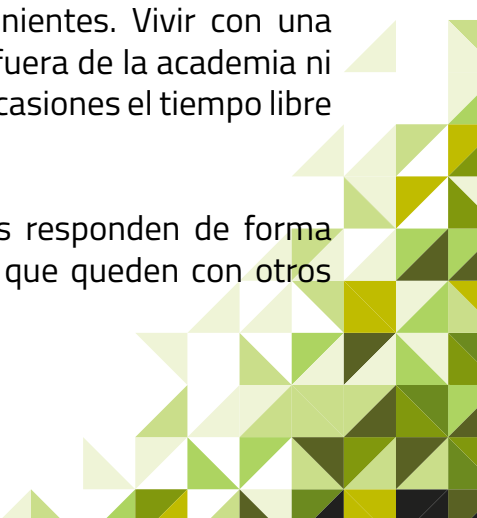 nientes. Vivir con una
fuera de la academia ni
casiones el tiempo libre
s responden de forma
que queden con otros